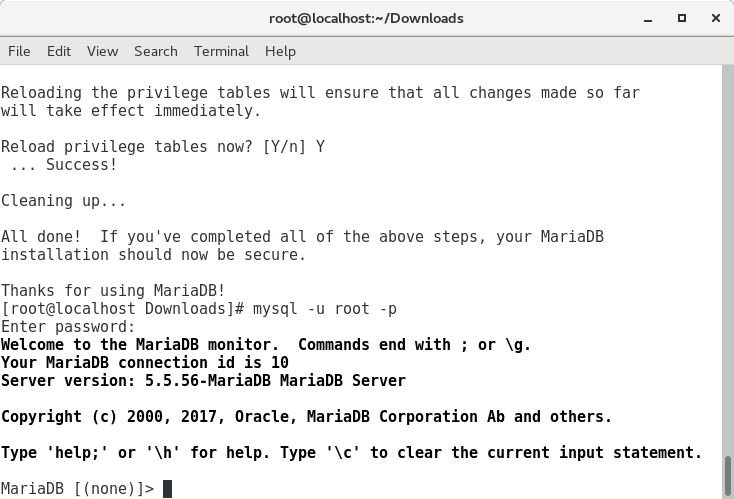 root@localhost:~/Downloads
File Edit View Search Terminal Help
Reloading the privilege tables will ensure that all changes made so far
will take effect immediately.
Reload privilege tables now? [Y/n] Y
 ... Success!
Cleaning up...
All done!  If you've completed all of the above steps, your MariaDB
installation should now be secure.
Thanks for using MariaDB!
[root@localhost Downloads]# mysql -u root -p
Enter password:
Welcome to the MariaDB monitor.  Commands end with ; or \g.
Your MariaDB connection id is 10
Server version: 5.5.56-MariaDB MariaDB Server
Copyright (c) 2000, 2017, Oracle, MariaDB Corporation Ab and others.
Type 'help;' or '\h' for help. Type '\c' to clear the current input statement.
MariaDB [(none)]>